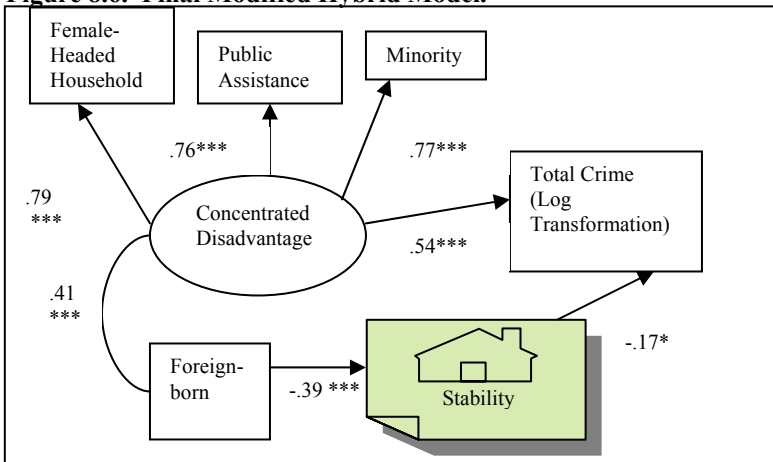 Figure 8.6. Final Modified Hybrid Model.
Female-
Headed
Household
Public
Assistance
Minority
.76***
.77***
.79
***
Concentrated
Disadvantage
Total Crime
(Log
Transformation)
.54***
.41
***
Foreign-
born
-.39 ***
Stability
-.17*